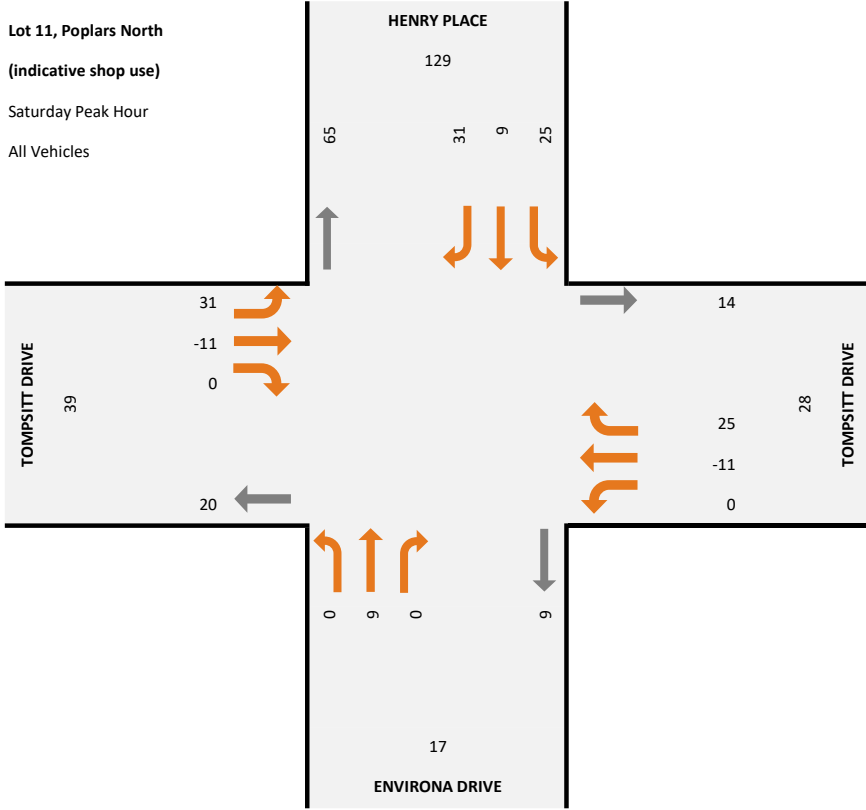 Lot 11, Poplars North
(indicative shop use)
Saturday Peak Hour
All Vehicles
HENRY PLACE
129
65
31 9 25
31
-11
0
TOMPSITT DRIVE
39
20
14
25
-11
0
28
TOMPSITT DRIVE
0 9 0
9
17
ENVIRONA DRIVE